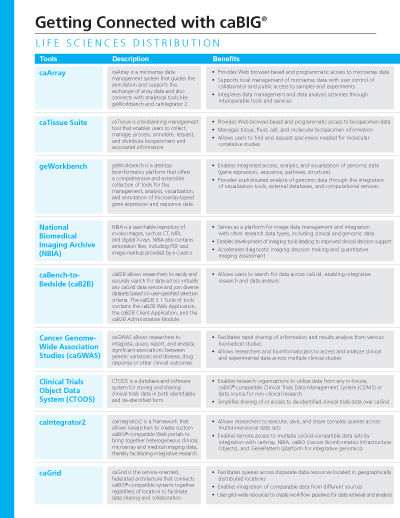 Getting Connected with caBIG®
LIFE SCIENCES DISTRIBUTION
Tools Description Benefits
caArray
caArray is a microarray data
management system that guides the
annotation and supports the
exchange of array data and also
connects with analytical tools like
geWorkbench and caIntegrator 2
• Provides Web browser-based and programmatic access to microarray data
• Supports local management of microarray data with user control of
collaborator and public access to samples and experiments
• Integrates data management and data analysis activities through
interoperable tools and services
caTissue Suite
caTissue is a biobanking management
tool that enables users to collect,
manage, process, annotate, request,
and distribute biospecimens and
associated information.
• Provides Web browser-based and programmatic access to biospecimen data
• Manages tissue, fluid, cell, and molecular biospecimen information
• Allows users to find and request specimens needed for molecular
correlative studies
geWorkbench
geWorkbench is a desktop
bioinformatics platform that offers
a comprehensive and extensible
collection of tools for the
management, analysis, visualization,
and annotation of microarray-based
gene expression and sequence data.
• Enables integrated access, analysis, and visualization of genomic data
(gene expression, sequence, pathway, structure)
• Provides sophisticated analysis of genomic data through the integration
of visualization tools, external databases, and computational services
National
Biomedical
Imaging Archive
(NBIA)
NBIA is a searchable repository of
in vivo images, such as CT, MRI,
and digital X-rays. NBIA also contains
annotation files, including PDF and
image markup provided by a curator
• Serves as a platform for image data management and integration
with other research data types, including clinical and genomic data
• Enables development of imaging tools leading to improved clinical decision support
• Accelerates diagnostic imaging decision making and quantitative
imaging assessment
caBench-to-
Bedside (caB2B)
caB2B allows researchers to easily and
securely search for data across virtually
any caGrid data service and join diverse
datasets based on user-specified selection
criteria. The caB2B 3.1 Suite of tools
contains the caB2B Web Application,
the caB2B Client Application, and the
caB2B Administrative Module
• Allows users to search for data across caGrid, enabling integrative
research and data analysis
Cancer Genome-
Wide Association
Studies (caGWAS)
caGWAS allows researchers to
integrate, query, report, and analyze
significant associations between
genetic variations and disease, drug
response or other clinical outcomes
• Facilitates rapid sharing of information and results analysis from various
biomedical studies
• Allows researchers and bioinformaticians to access and analyze clinical
and experimental data across multiple clinical studies
Clinical Trials
Object Data
System (CTODS)
CTODS is a database and software
system for storing and sharing
clinical trials data in both identifiable
and de-identified form
• Enables research organizations to utilize data from any in-house,
caBIG®-compatible Clinical Trials Data Management System (CDMS) or
data source for non-clinical research
• Simplifies sharing of or access to de-identified clinical trials data over caGrid
caIntegrator2
caIntegrator2 is a framework that
allows researchers to create custom
caBIG®-compatible Web portals to
bring together heterogeneous clinical,
microarray and medical imaging data,
thereby facilitating integrative research.
• Allows researchers to execute, save, and share complex queries across
multidimensional data sets
• Enables remote access to multiple caGrid compatible data sets by
integration with caArray, NBIA, caBIO (Cancer Bioinformatics Infrastructure
Objects), and GenePattern (platform for integrative genomics)
caGrid
caGrid is the service-oriented,
federated architecture that connects
caBIG®-compatible systems together
regardless of location to facilitate
data sharing and collaboration.
• Facilitates queries across disparate data resources located in geographically
distributed locations
• Enables integration of comparable data from different sources
• Uses grid-wide resources to create workflow pipelines for data retrieval and analysis